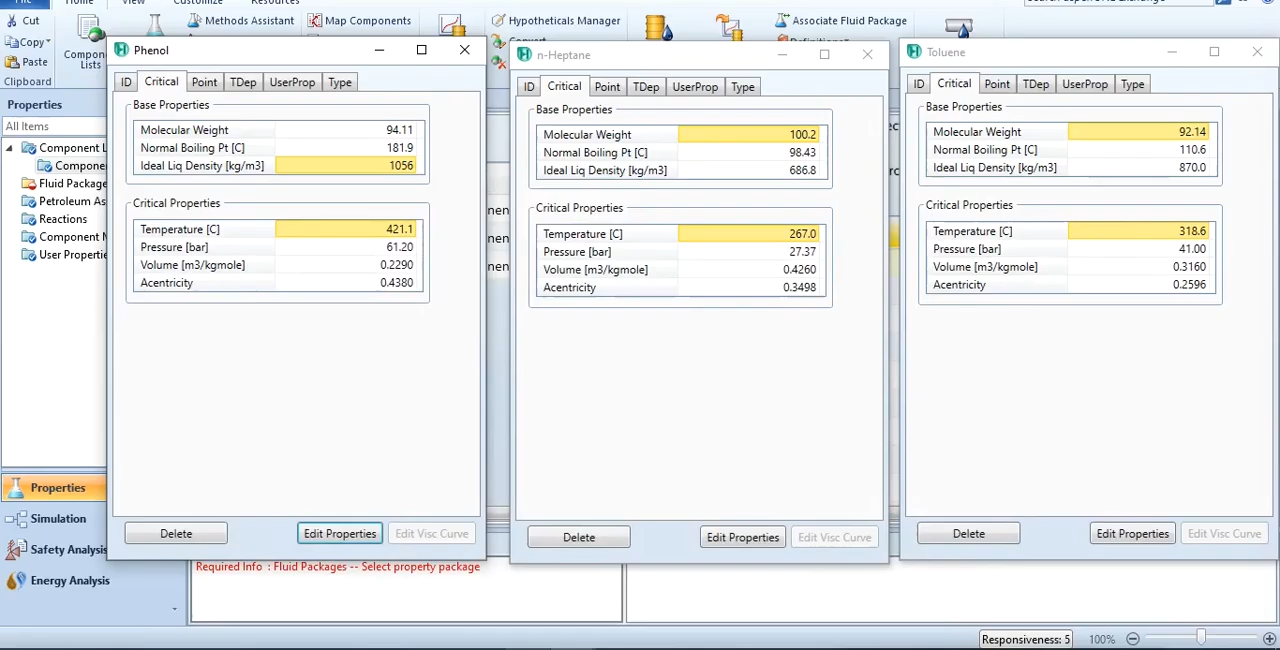 Home View Customize Resources
Cut
Methods Assistant
Map Components
Hypotheticals Manager
Associate Fluid Package
Copy
Paste
Lists
Clipboard
Phenol
n-Heptane
Toluene
Properties
All Items
Fluid Package
Reactions
ID Critical Point TDep UserProp Type
Base Properties
Molecular Weight 94.11
Normal Boiling Pt [C] 181.9
Ideal Liq Density [kg/m3] 1056
Critical Properties
Temperature [C] 421.1
Pressure [bar] 61.20
Volume [m3/kgmole] 0.2290
Acentricity 0.4380
Delete Edit Properties Edit Visc Curve
ID Critical Point TDep UserProp Type
Base Properties
Molecular Weight 100.2
Normal Boiling Pt [C] 98.43
Ideal Liq Density [kg/m3] 686.8
Critical Properties
Temperature [C] 267.0
Pressure [bar] 27.37
Volume [m3/kgmole] 0.4260
Acentricity 0.3498
Delete Edit Properties Edit Visc Curve
ID Critical Point TDep UserProp Type
Base Properties
Molecular Weight 92.14
Normal Boiling Pt [C] 110.6
Ideal Liq Density [kg/m3] 870.0
Critical Properties
Temperature [C] 318.6
Pressure [bar] 41.00
Volume [m3/kgmole] 0.3160
Acentricity 0.2596
Delete Edit Properties Edit Visc Curve
Properties
Simulation
Safety Analysis
Energy Analysis
Required Info : Fluid Packages -- Select property package
Responsiveness: 5 100%